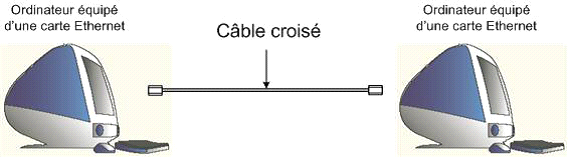 Ordinateur équipé
d'une carte Ethernet
Câble croisé
Ordinateur équipé
d'une carte Ethernet